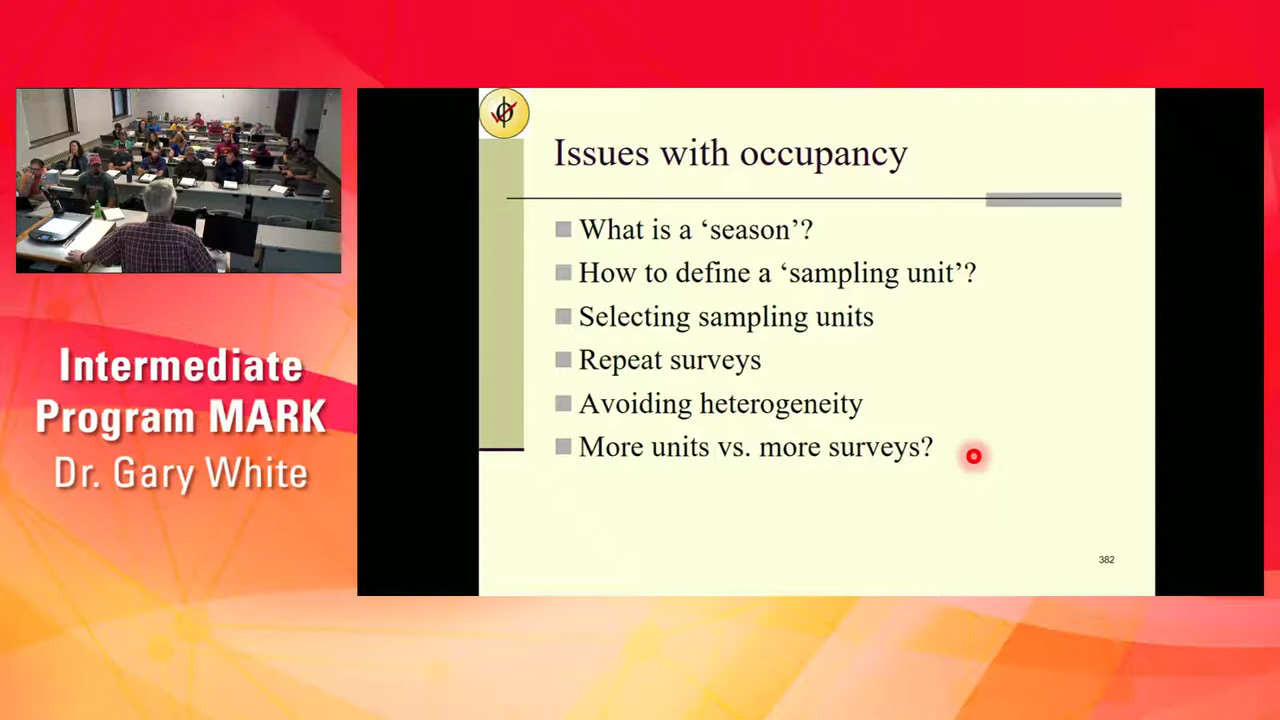 Issues with occupancy
What is a ‘season’?
How to define a ‘sampling unit’?
Selecting sampling units
Repeat surveys
Avoiding heterogeneity
More units vs. more surveys?
382
Intermediate
Program MARK
Dr. Gary White